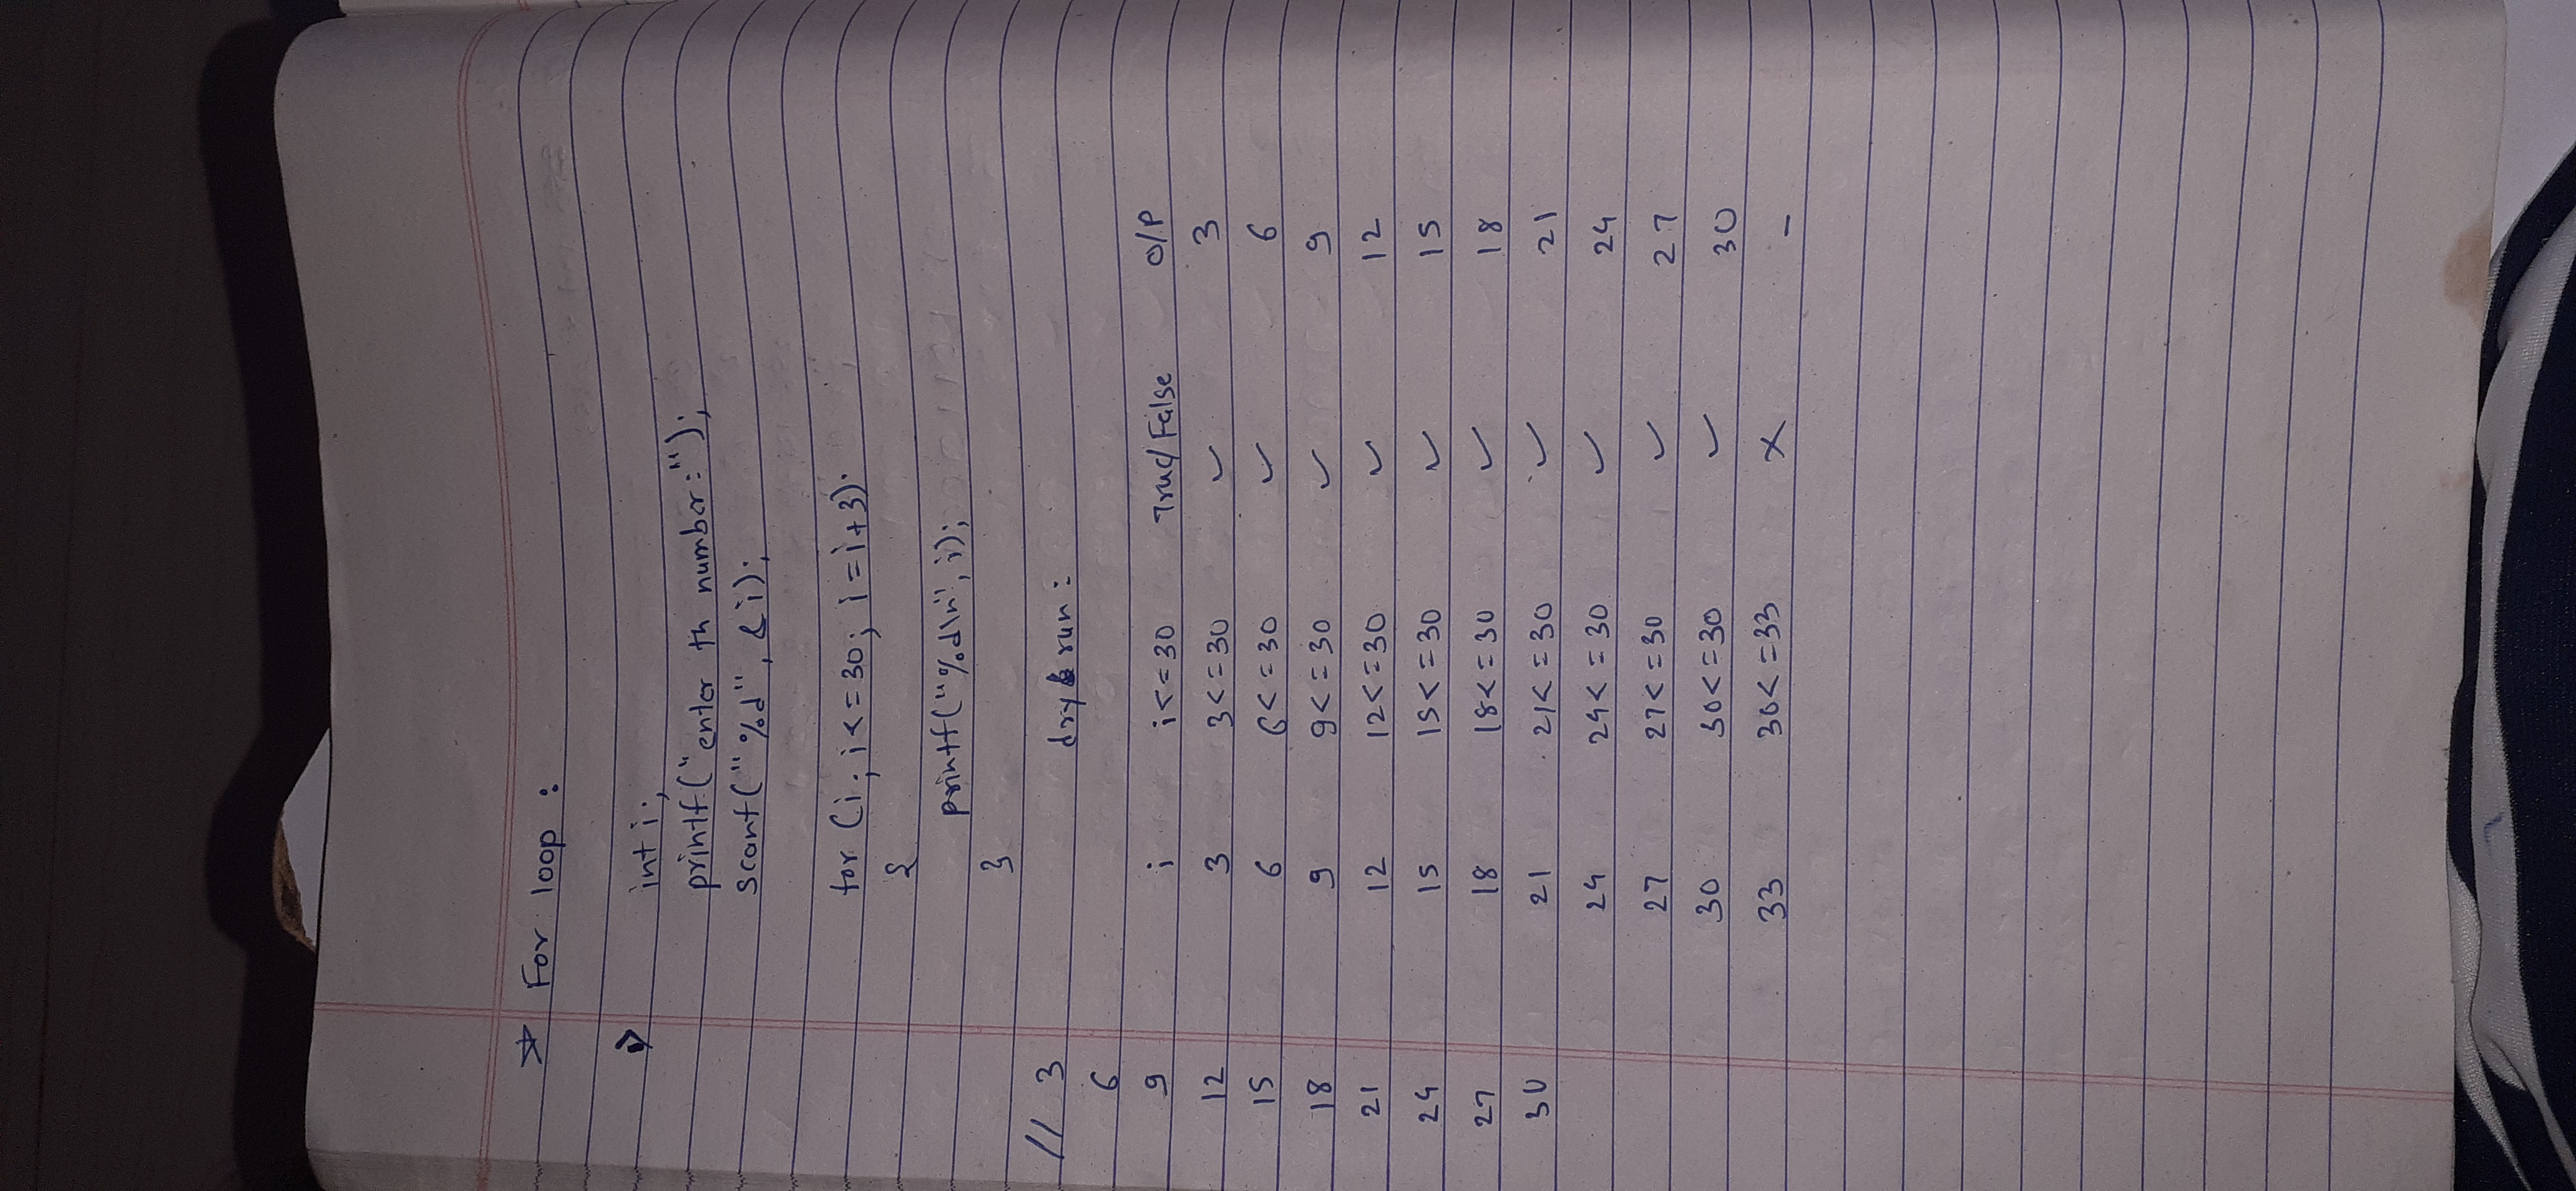 For loop :
1>
int i;
printf("enter th number:");
scanf("%d", &i);
for (i; i<=30; i=i+3)
{
printf("%d\n", i);
}
// 3 dry run :
6
9 i i<=30 True/False O/P
12 3 3<=30 ✓ 3
15 6 6<=30 ✓ 6
18 9 9<=30 ✓ 9
21 12 12<=30 ✓ 12
24 15 15<=30 ✓ 15
27 18 18<=30 ✓ 18
30 21 21<=30 ✓ 21
24 24<=30 ✓ 24
27 27<=30 ✓ 27
30 30<=30 ✓ 30
33 30<=33 × -